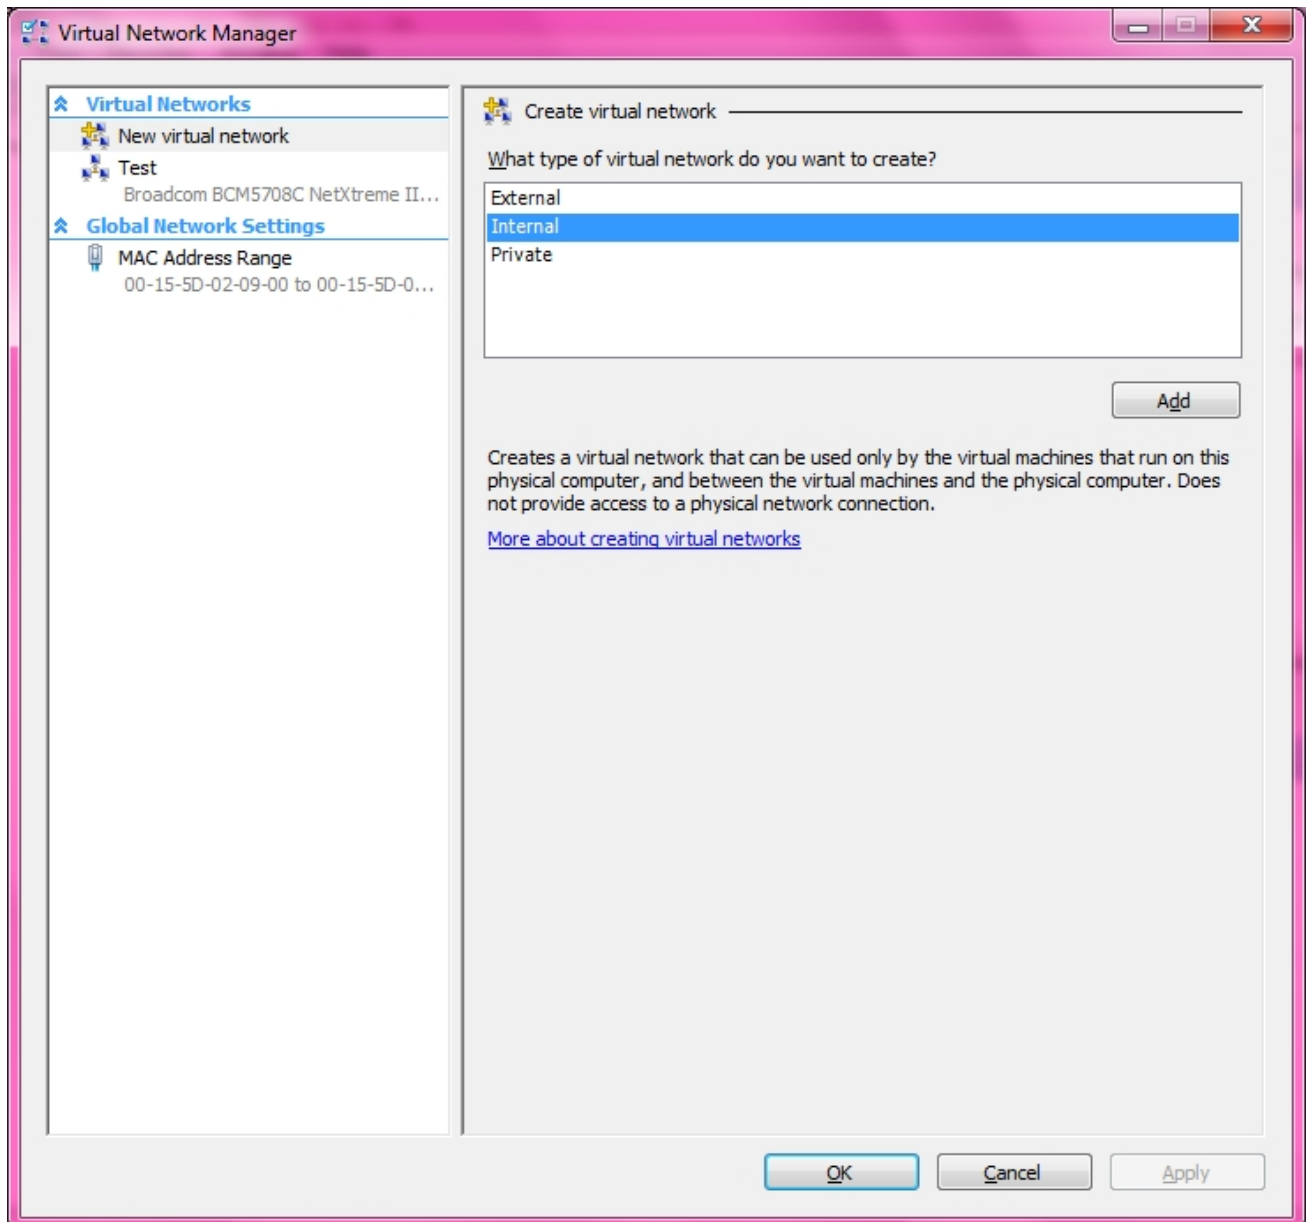 Virtual Network Manager
Virtual Networks
New virtual network
Test
Broadcom BCM5708C NetXtreme II...
Global Network Settings
MAC Address Range
00-15-5D-02-09-00 to 00-15-5D-0...
Create virtual network
What type of virtual network do you want to create?
External
Internal
Private
Add
Creates a virtual network that can be used only by the virtual machines that run on this
physical computer, and between the virtual machines and the physical computer. Does
not provide access to a physical network connection.
More about creating virtual networks
OK
Cancel
Apply